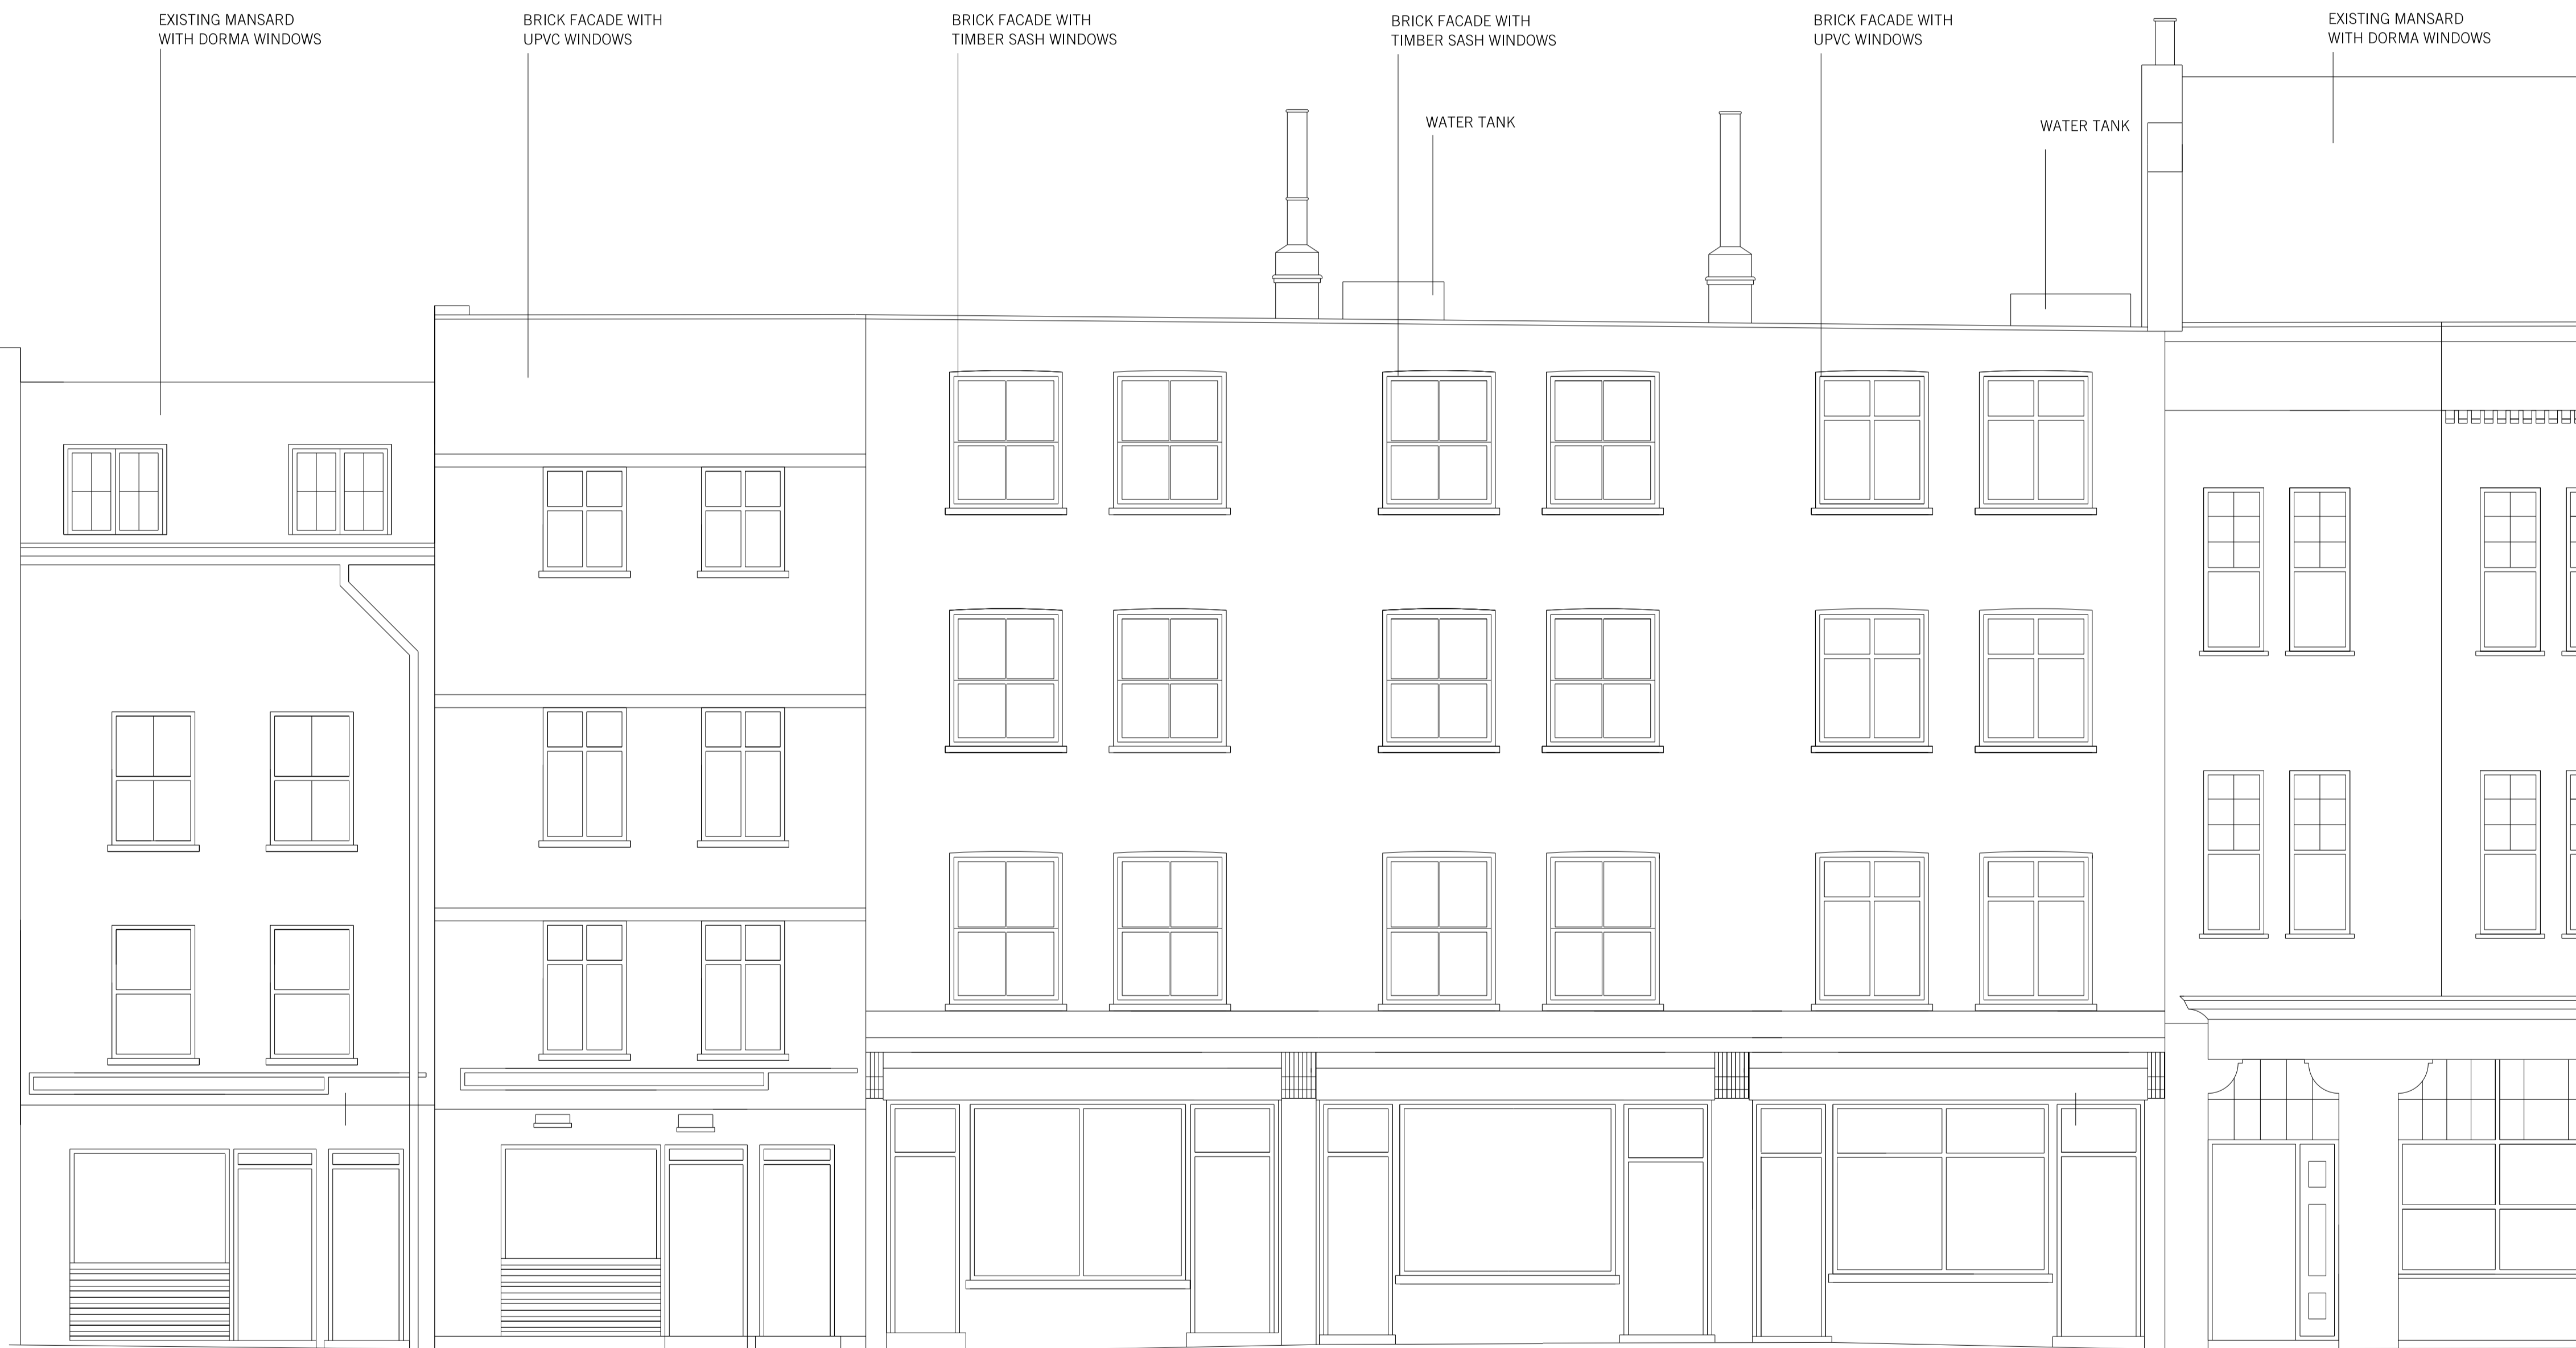 EXISTING MANSARD
WITH DORMA WINDOWS
BRICK FACADE WITH
UPVC WINDOWS
BRICK FACADE WITH
TIMBER SASH WINDOWS
BRICK FACADE WITH
TIMBER SASH WINDOWS
BRICK FACADE WITH
UPVC WINDOWS
EXISTING MANSARD
WITH DORMA WINDOWS
WATER TANK
WATER TANK